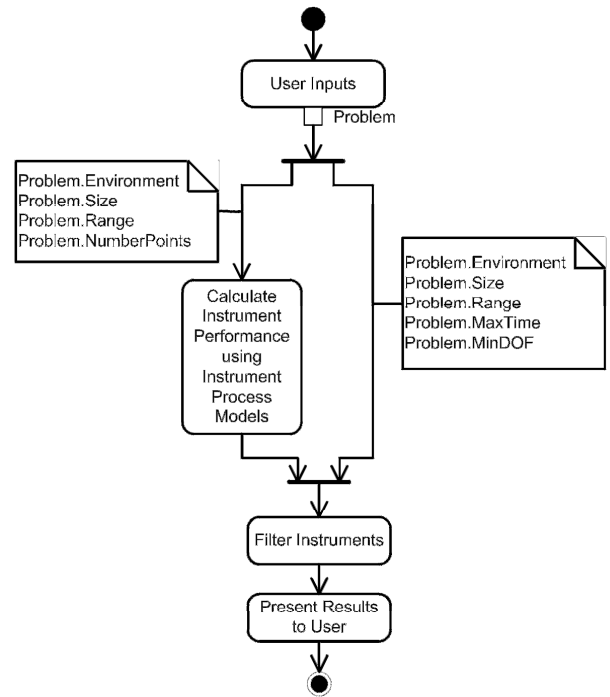 User Inputs
Problem
Problem.Environment
Problem.Size
Problem.Range
Problem.NumberPoints
Problem.Environment
Problem.Size
Problem.Range
Problem.MaxTime
Problem.MinDOF
Calculate
Instrument
Performance
using
Instrument
Process
Models
Filter Instruments
Present Results
to User